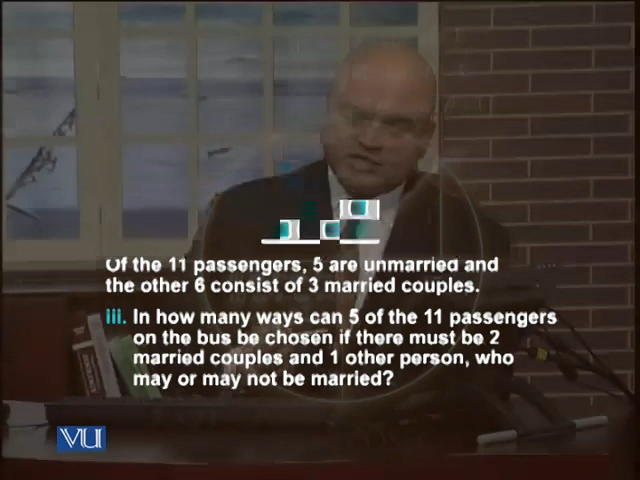 Of the 11 passengers, 5 are unmarried and
the other 6 consist of 3 married couples.
iii. In how many ways can 5 of the 11 passengers
on the bus be chosen if there must be 2
married couples and 1 other person, who
may or may not be married?
VU